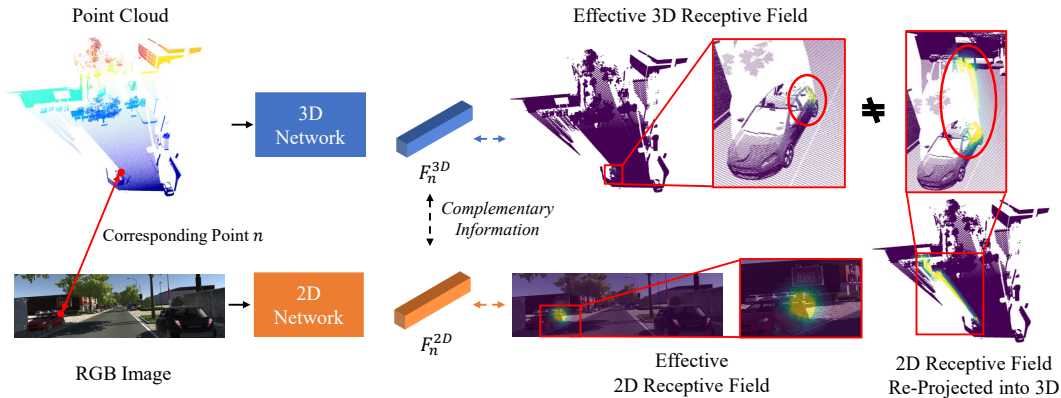 Point Cloud
Effective 3D Receptive Field
3D
Network
≠
F_n^{3D}
Complementary
Information
Corresponding Point n
2D
Network
F_n^{2D}
RGB Image
Effective
2D Receptive Field
2D Receptive Field
Re-Projected into 3D